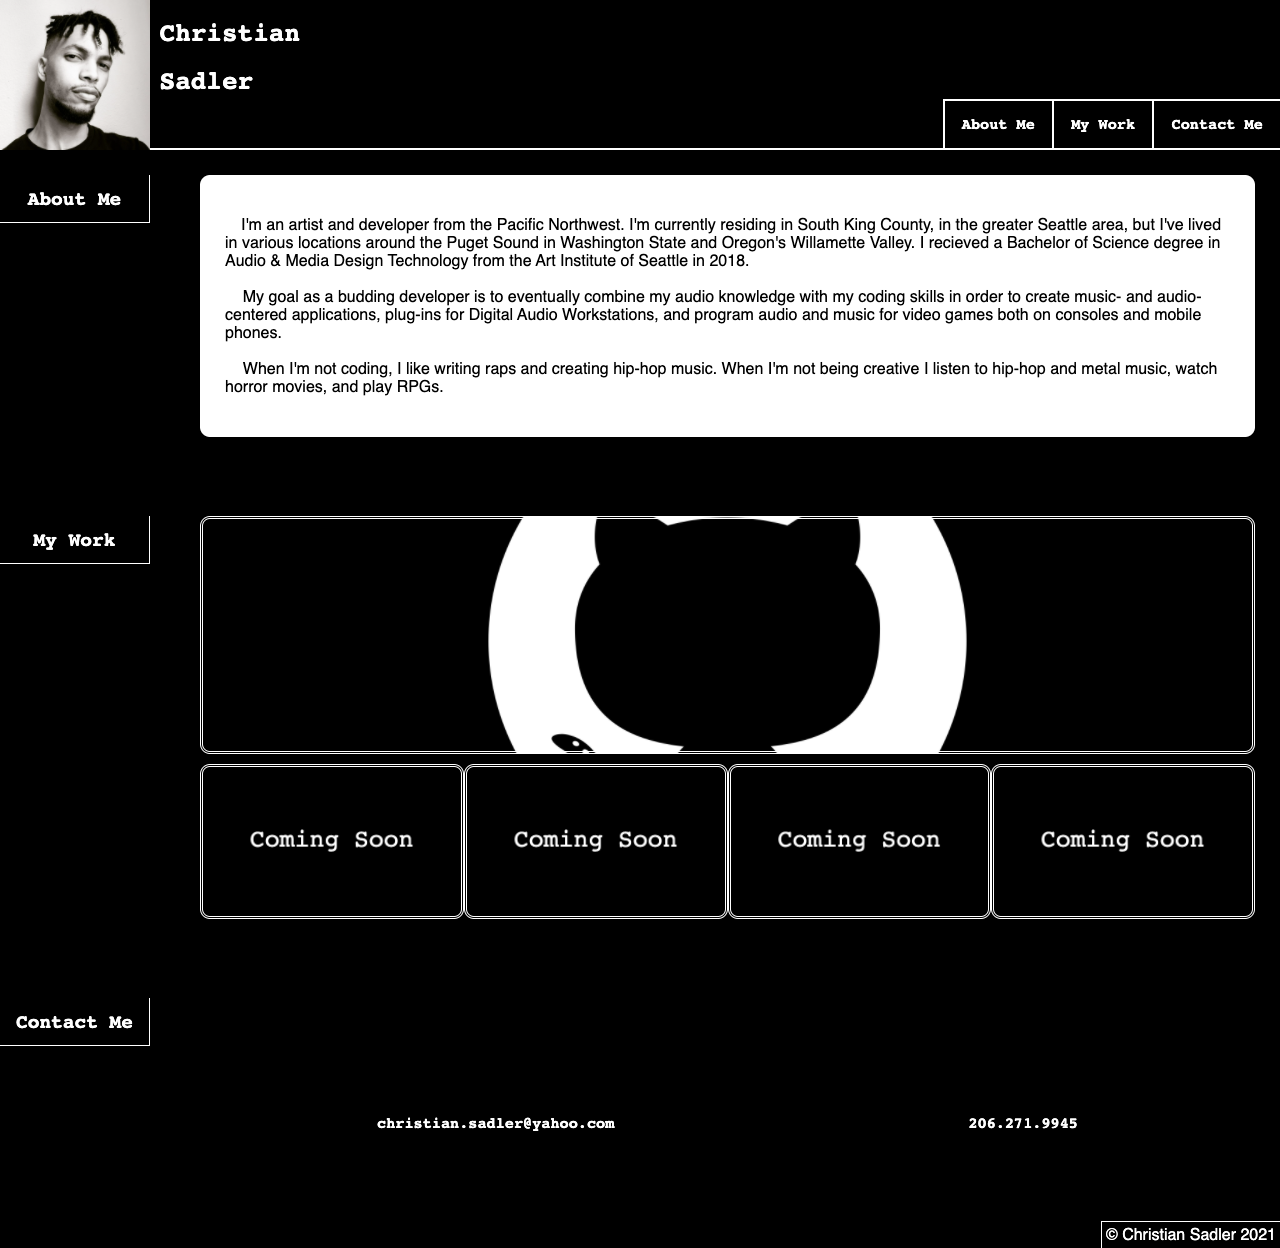 Christian
Sadler
About Me
My Work
Contact Me
About Me
I'm an artist and developer from the Pacific Northwest. I'm currently residing in South King County, in the greater Seattle area, but I've lived
in various locations around the Puget Sound in Washington State and Oregon's Willamette Valley. I recieved a Bachelor of Science degree in
Audio & Media Design Technology from the Art Institute of Seattle in 2018.
My goal as a budding developer is to eventually combine my audio knowledge with my coding skills in order to create music- and audio-
centered applications, plug-ins for Digital Audio Workstations, and program audio and music for video games both on consoles and mobile
phones.
When I'm not coding, I like writing raps and creating hip-hop music. When I'm not being creative I listen to hip-hop and metal music, watch
horror movies, and play RPGs.
My Work
Coming Soon
Coming Soon
Coming Soon
Coming Soon
Contact Me
christian.sadler@yahoo.com
206.271.9945
© Christian Sadler 2021